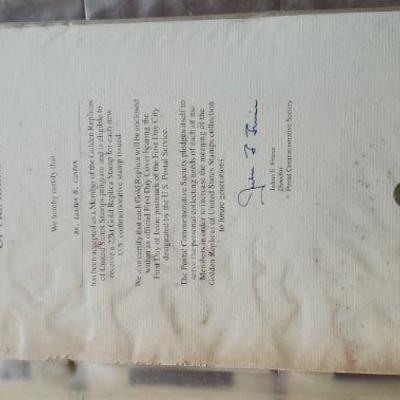 We hereby certify that
has been accepted as a Member of the Golden Replicas
of United States Stamps program and is eligible to
receive a 22kt Gold Replica Stamp for each new
U.S. commemorative stamp issued.
We also certify that each Gold Replica will be enclosed
within an official First Day Cover bearing the
First Day of Issue postmark of the First Day City
designated by the U.S. Postal Service.
The Postal Commemorative Society pledges itself to
serve the personal collecting needs of each of its
Members in order to increase the meaning of the
Golden Replicas of United States Stamps collection
to future generations.
Director
Postal Commemorative Society